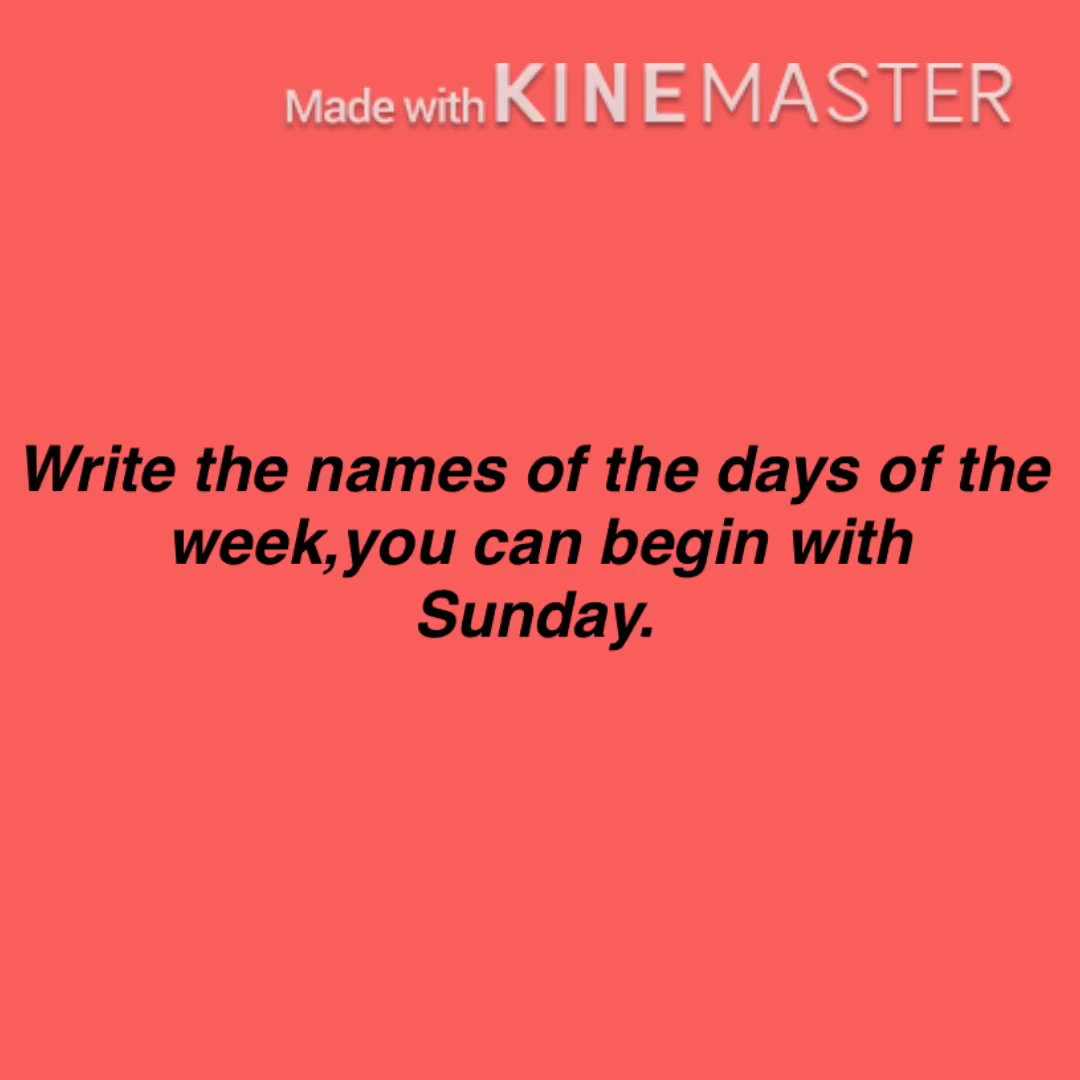 Made with KINEMASTER
Write the names of the days of the
week,you can begin with
Sunday.